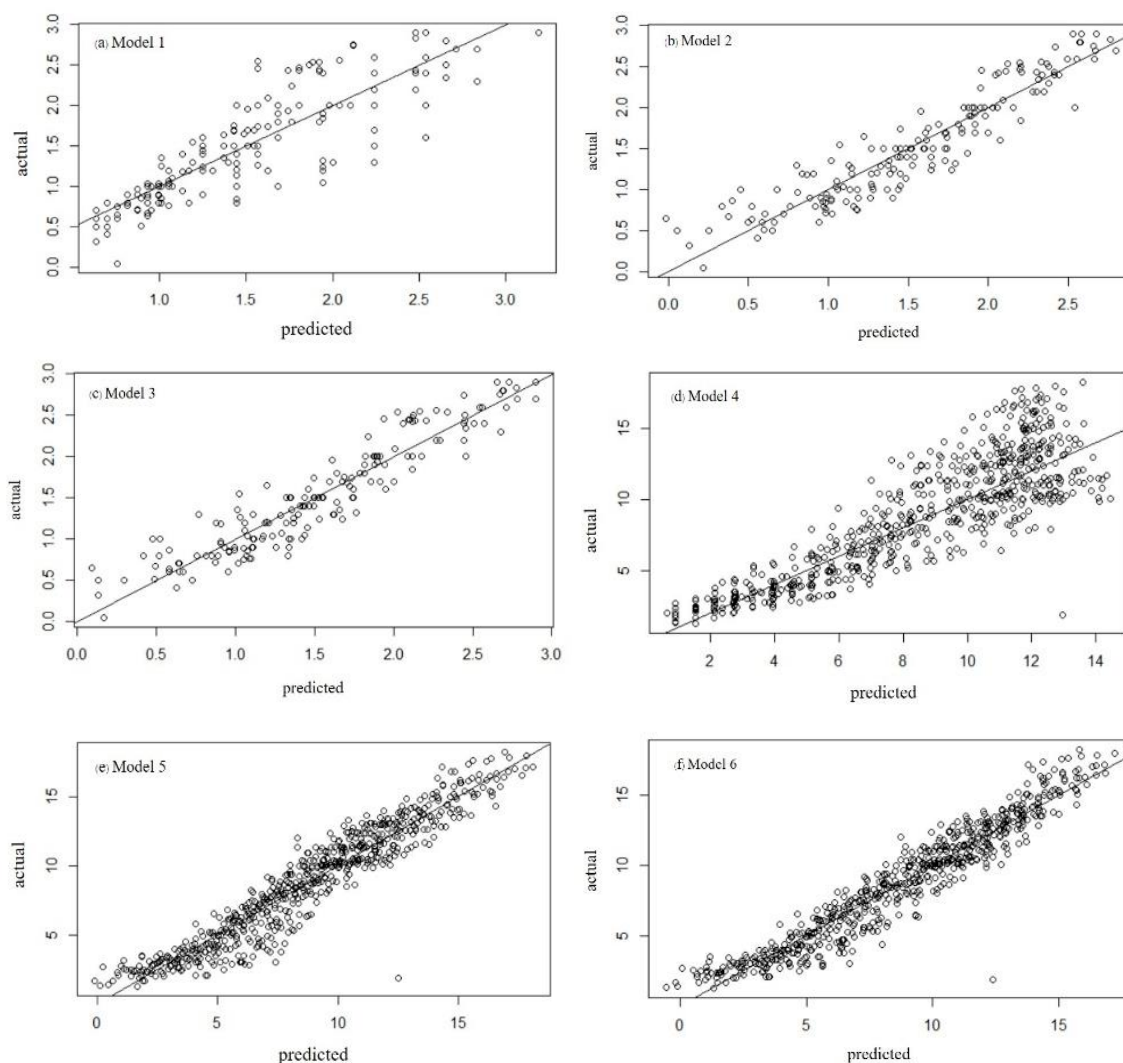 (a) Model 1
actual
0.0 0.5 1.0 1.5 2.0 2.5 3.0
1.0 1.5 2.0 2.5 3.0
predicted
(b) Model 2
actual
0.0 0.5 1.0 1.5 2.0 2.5 3.0
0.0 0.5 1.0 1.5 2.0 2.5
predicted
(c) Model 3
actual
0.0 0.5 1.0 1.5 2.0 2.5 3.0
0.0 0.5 1.0 1.5 2.0 2.5 3.0
predicted
(d) Model 4
actual
5 10 15
2 4 6 8 10 12 14
predicted
(e) Model 5
actual
5 10 15
0 5 10 15
predicted
(f) Model 6
actual
5 10 15
0 5 10 15
predicted